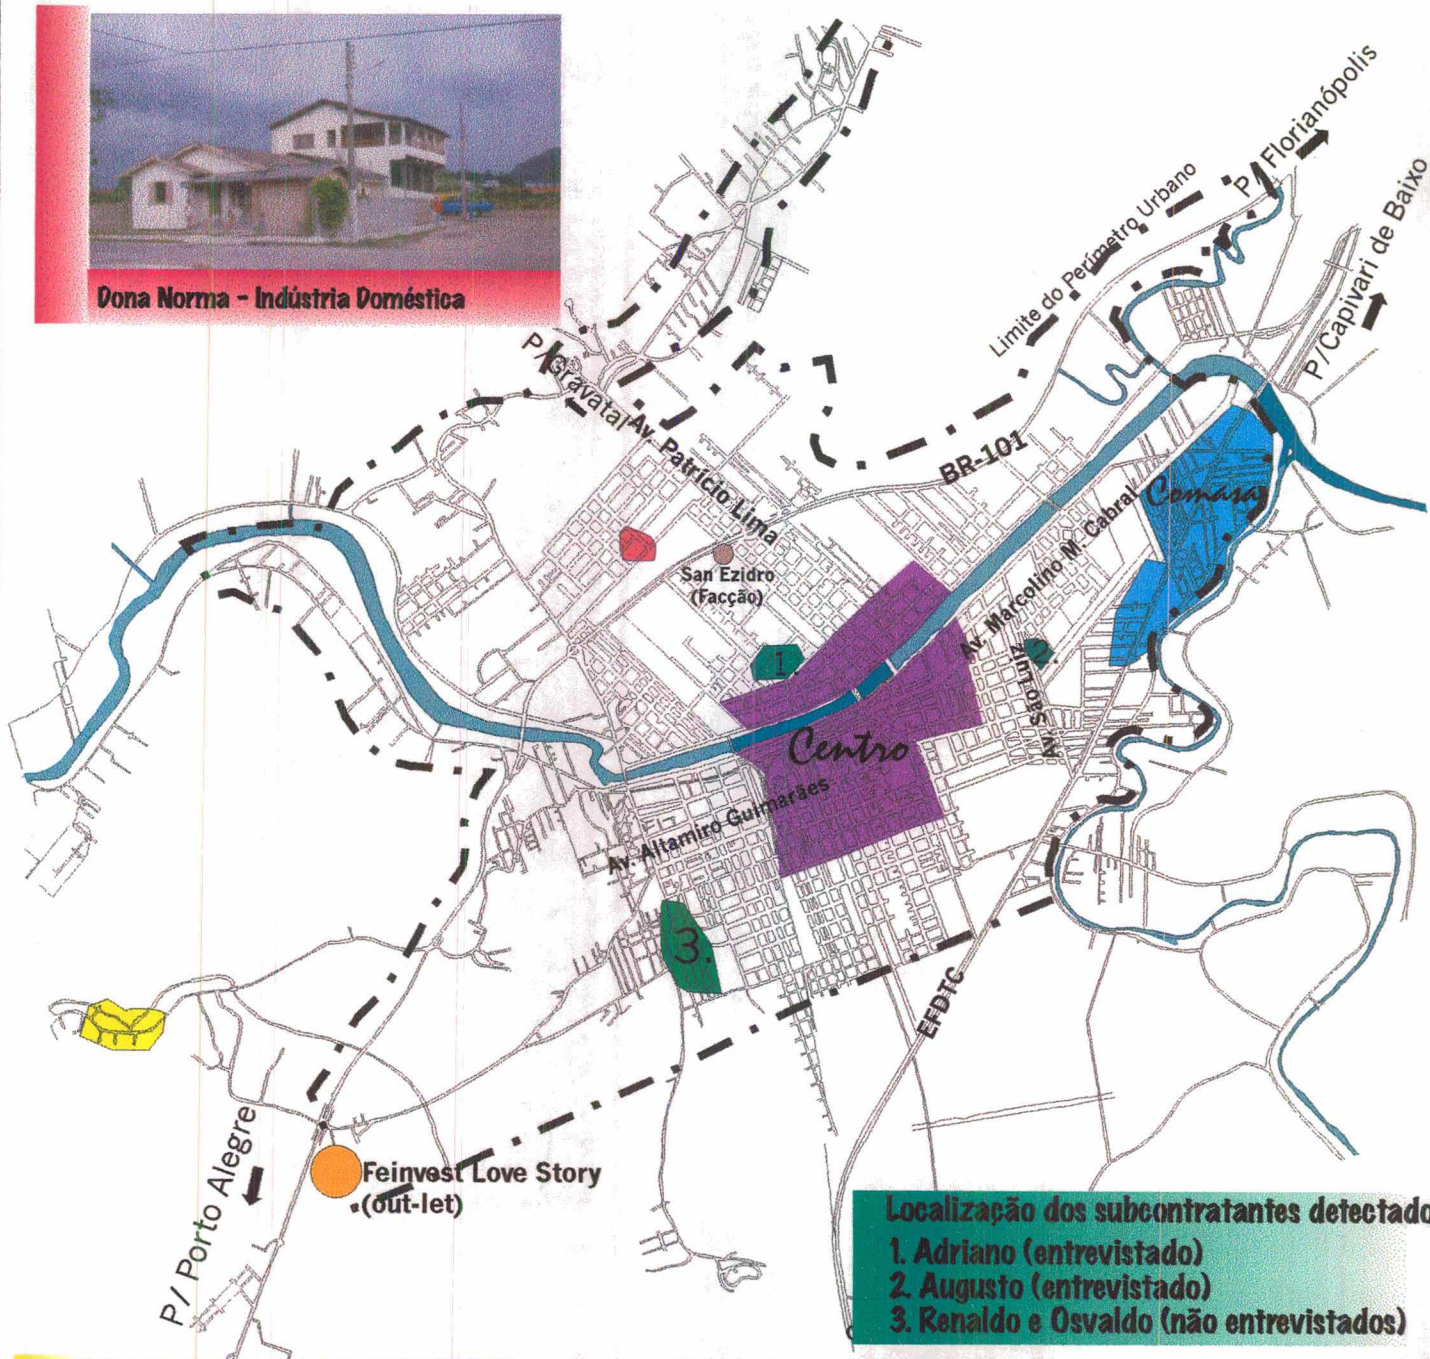 Dona Norma - Indústria Doméstica
P/ Florianópolis
P/Capivari de Baixo
Limite do Perímetro Urbano
P/Gravatal
Av. Patrício Lima
BR-101
Comasa
Av. Marcolino M. Cabral
San Ezidro
(Facção)
1.
2.
Av. São Luiz
Centro
Av. Altamiro Guimarães
3.
EFDTC
P/ Porto Alegre
Feinvest Love Story
(out-let)
Localização dos subcontratantes detectado
1. Adriano (entrevistado)
2. Augusto (entrevistado)
3. Renaldo e Osvaldo (não entrevistados)